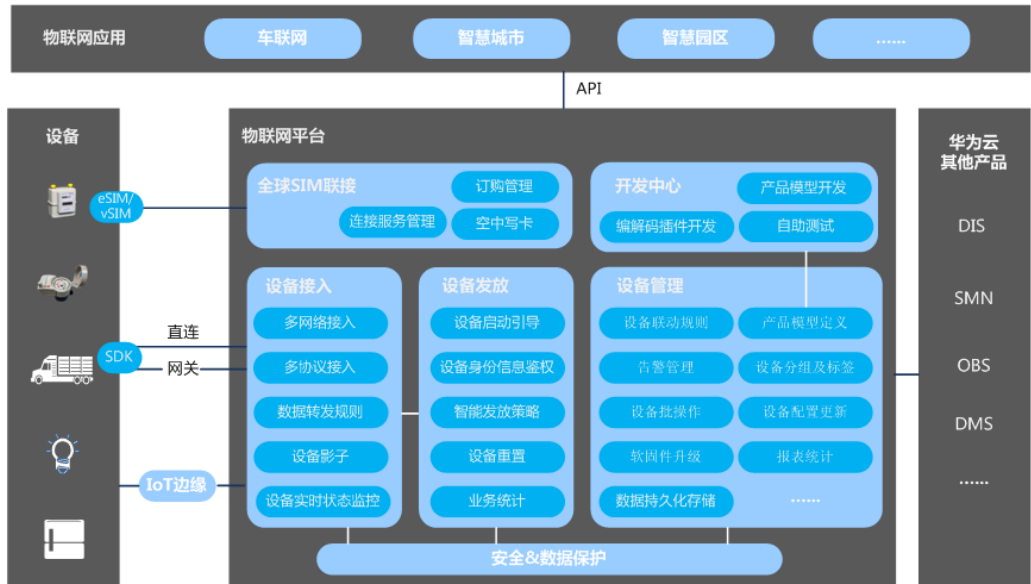 物联网应用
车联网
智慧城市
智慧园区
......
API
设备
eSIM/
vSIM
SDK
直连
网关
IoT边缘
物联网平台
全球SIM联接
订购管理
连接服务管理
空中写卡
开发中心
产品模型开发
编解码插件开发
自助测试
设备接入
多网络接入
多协议接入
数据转发规则
设备影子
设备实时状态监控
设备发放
设备启动引导
设备身份信息鉴权
智能发放策略
设备重置
业务统计
设备管理
设备联动规则
产品模型定义
告警管理
设备分组及标签
设备批操作
设备配置更新
软固件升级
报表统计
数据持久化存储
......
安全&数据保护
华为云
其他产品
DIS
SMN
OBS
DMS
......